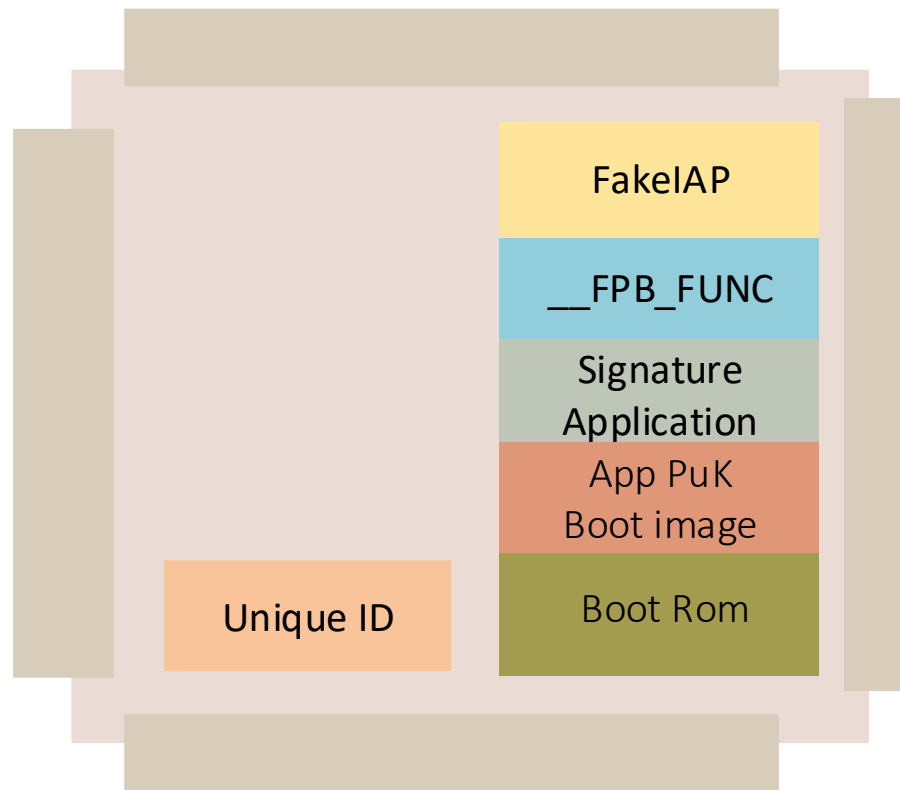 FakeIAP
__FPB_FUNC
Signature
Application
App PuK
Boot image
Unique ID
Boot Rom